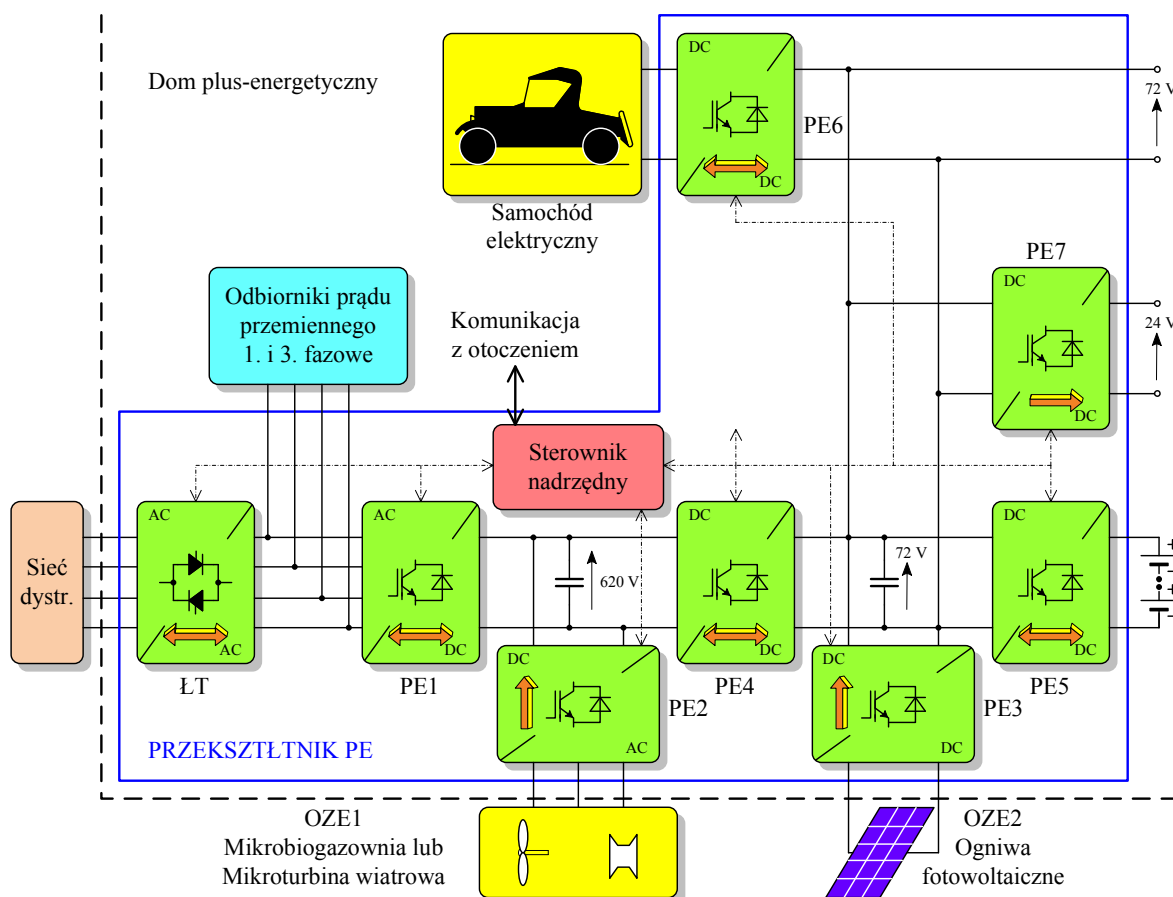 Dom plus-energetyczny
DC
DC
PE6
72 V
Samochód
elektryczny
PE7
DC
DC
24 V
Odbiorniki prądu
przemiennego
1. i 3. fazowe
Komunikacja
z otoczeniem
Sterownik
nadrzędny
Sieć
dystr.
AC
AC
ŁT
AC
DC
PE1
620 V
DC
DC
PE4
72 V
DC
DC
PE5
+
-
+
-
DC
AC
PE2
DC
DC
PE3
PRZEKSZTŁTNIK PE
OZE1
Mikrobiogazownia lub
Mikroturbina wiatrowa
OZE2
Ogniwa
fotowoltaiczne